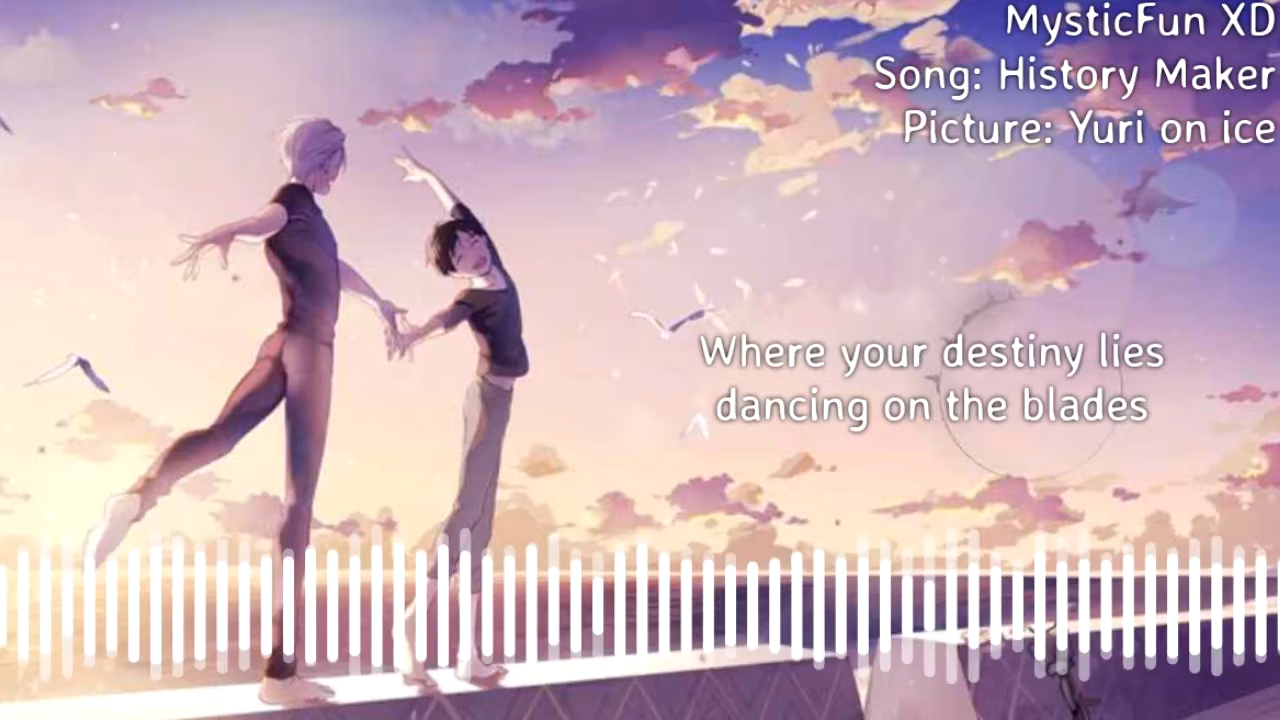 MysticFun XD
Song: History Maker
Picture: Yuri on ice
Where your destiny lies
dancing on the blades